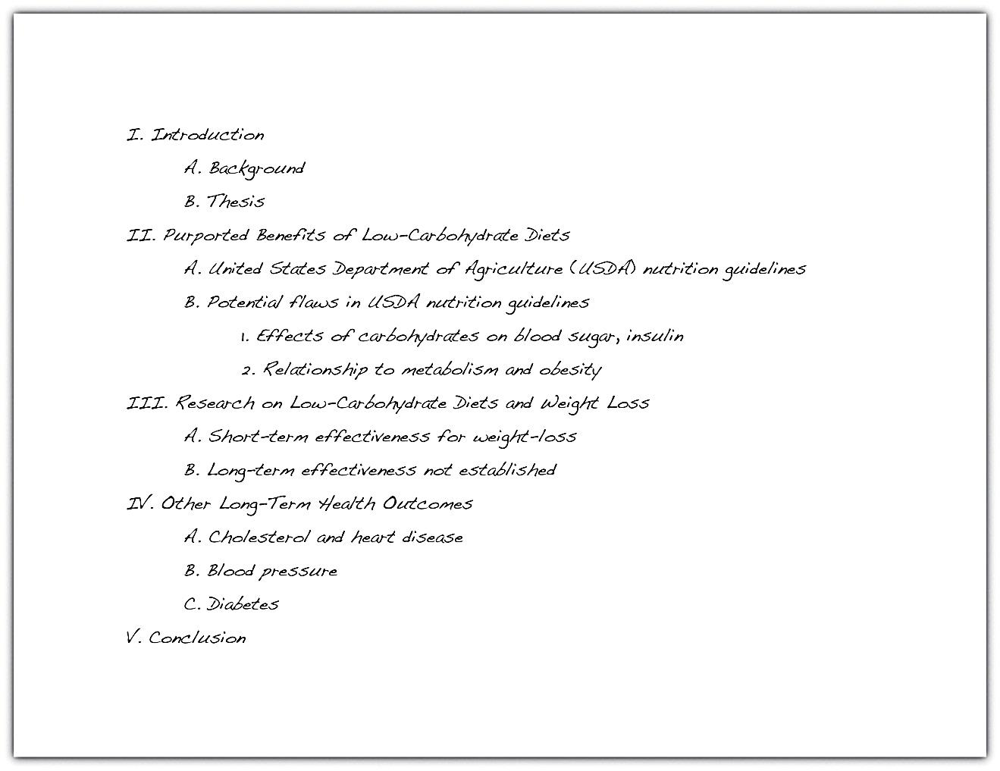 I. Introduction
A. Background
B. Thesis
II. Purported Benefits of Low-Carbohydrate Diets
A. United States Department of Agriculture (USDA) nutrition guidelines
B. Potential flaws in USDA nutrition guidelines
1. Effects of carbohydrates on blood sugar, insulin
2. Relationship to metabolism and obesity
III. Research on Low-Carbohydrate Diets and Weight Loss
A. Short-term effectiveness for weight-loss
B. Long-term effectiveness not established
IV. Other Long-Term Health Outcomes
A. Cholesterol and heart disease
B. Blood pressure
C. Diabetes
V. Conclusion